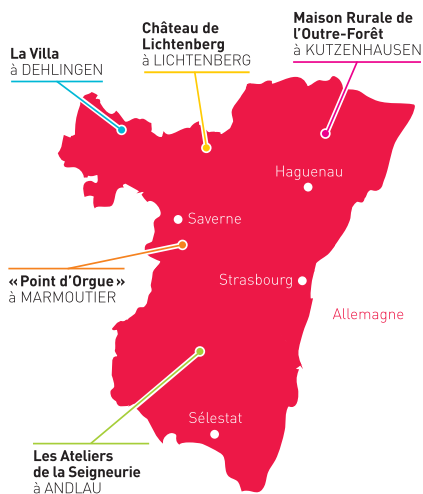 Maison Rurale de
l’Outre-Forêt
à KUTZENHAUSEN
Château de
Lichtenberg
à LICHTENBERG
La Villa
à DEHLINGEN
Haguenau
Saverne
« Point d’Orgue »
à MARMOUTIER
Strasbourg
Allemagne
Sélestat
Les Ateliers
de la Seigneurie
à ANDLAU